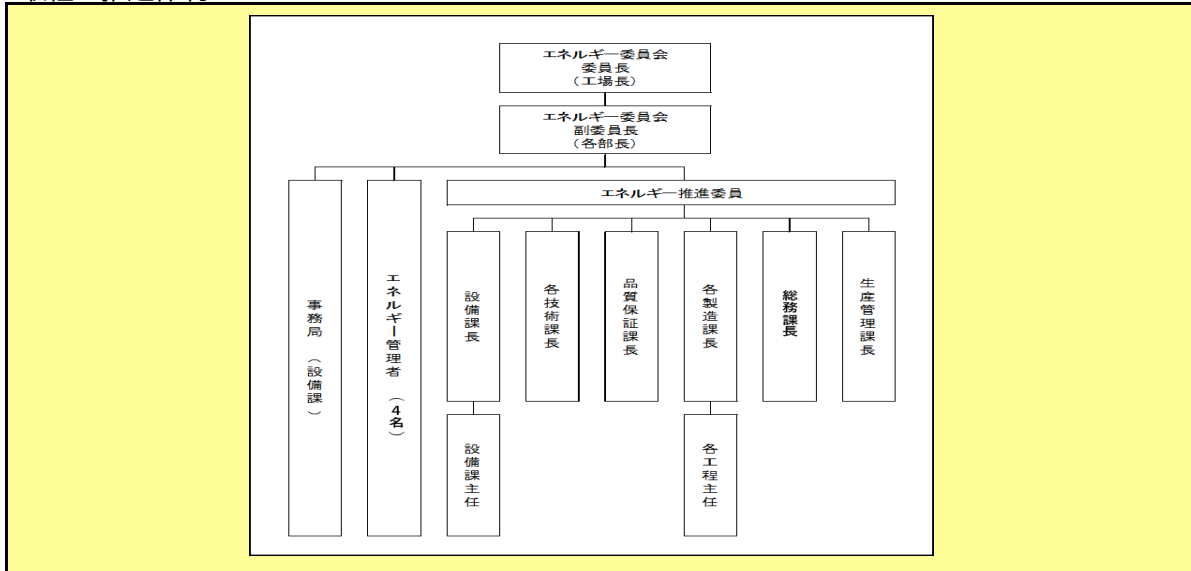 エネルギー委員会
委員長
（工場長）
エネルギー委員会
副委員長
（各部長）
エネルギー推進委員
事務局（設備課）
エネルギー管理者（4名）
設備課長
各技術課長
品質保証課長
各製造課長
総務課長
生産管理課長
設備課主任
各工程主任